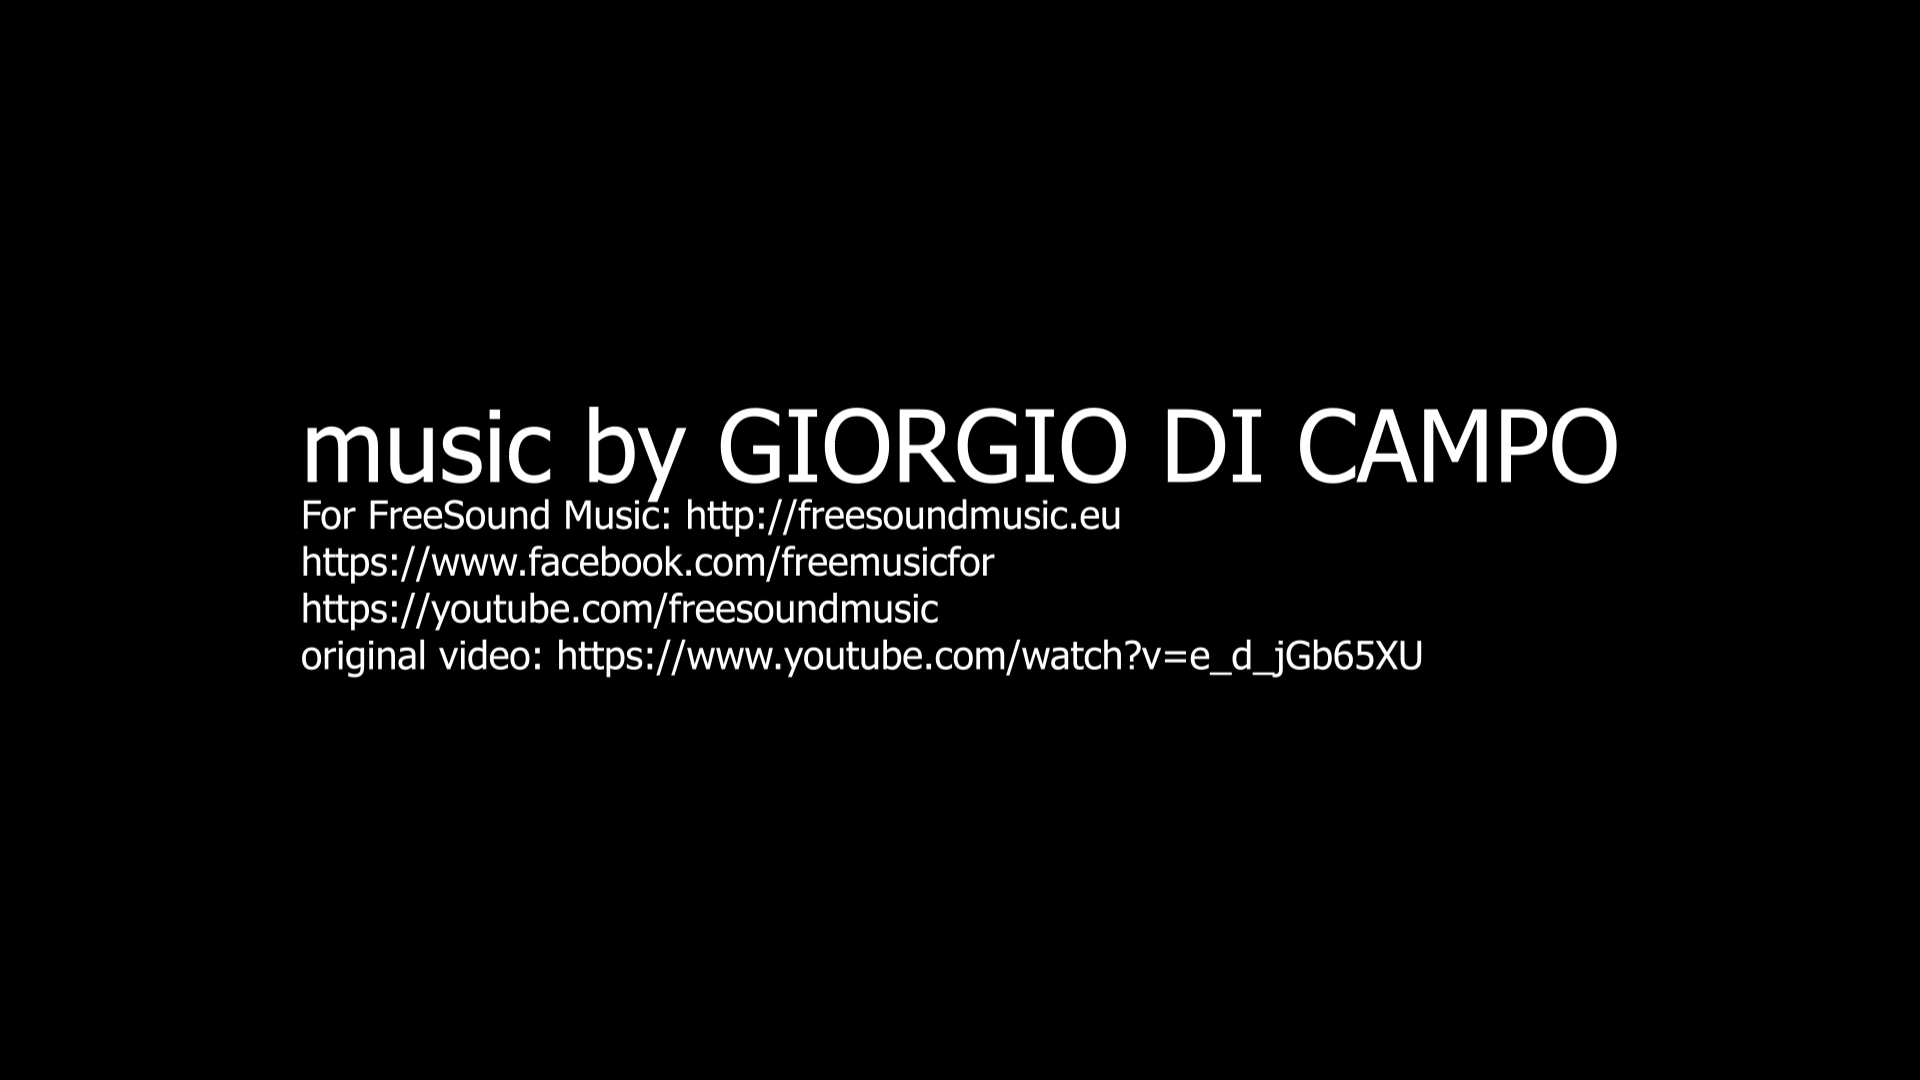 music by GIORGIO DI CAMPO
For FreeSound Music: http://freesoundmusic.eu
https://www.facebook.com/freemusicfor
https://youtube.com/freesoundmusic
original video: https://www.youtube.com/watch?v=e_d_jGb65XU